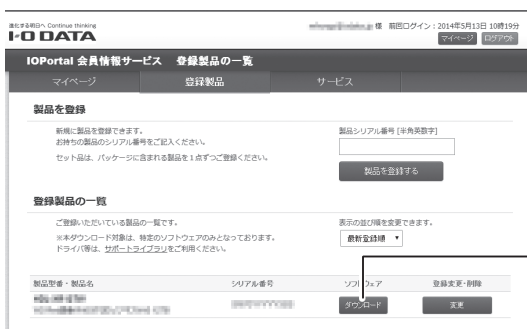 進化する明日へ Continue thinking
I-O DATA
様 前回ログイン：2014年5月13日 10時19分
マイページ ログアウト
IOPortal 会員情報サービス 登録製品の一覧
マイページ 登録製品 サービス
製品を登録
新規に製品を登録できます。
お持ちの製品のシリアル番号をご記入ください。
セット品は、パッケージに含まれる製品を1点ずつご登録ください。
製品シリアル番号 [半角英数字]
製品を登録する
登録製品の一覧
ご登録いただいている製品の一覧です。
※本ダウンロード対象は、特定のソフトウェアのみとなっております。
ドライバ等は、サポートライブラリをご利用ください。
表示の並び順を変更できます。
最新登録順
製品型番・製品名 シリアル番号 ソフトウェア 登録変更・削除
ダウンロード 変更